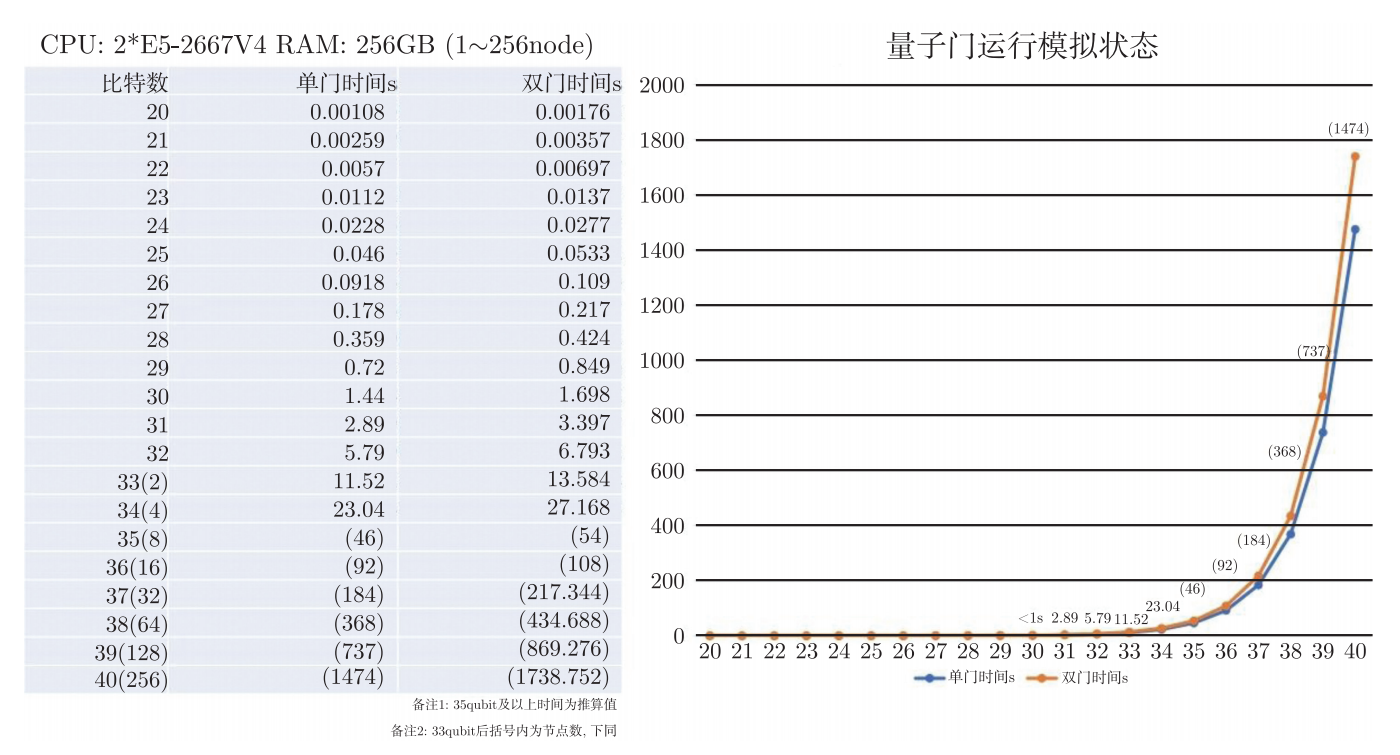 CPU: 2*E5-2667V4 RAM: 256GB (1~256node)
比特数 单门时间s 双门时间s
20 0.00108 0.00176
21 0.00259 0.00357
22 0.0057 0.00697
23 0.0112 0.0137
24 0.0228 0.0277
25 0.046 0.0533
26 0.0918 0.109
27 0.178 0.217
28 0.359 0.424
29 0.72 0.849
30 1.44 1.698
31 2.89 3.397
32 5.79 6.793
33(2) 11.52 13.584
34(4) 23.04 27.168
35(8) (46) (54)
36(16) (92) (108)
37(32) (184) (217.344)
38(64) (368) (434.688)
39(128) (737) (869.276)
40(256) (1474) (1738.752)
备注1: 35qubit及以上时间为推算值
备注2: 33qubit后括号内为节点数, 下同
量子门运行模拟状态
2000
(1474)
1800
1600
1400
1200
(737)
1000
800
(368)
600
400
(184)
(92)
200
(46)
23.04
<1s 2.89 5.79 11.52
0
20 21 22 23 24 25 26 27 28 29 30 31 32 33 34 35 36 37 38 39 40
单门时间s 双门时间s